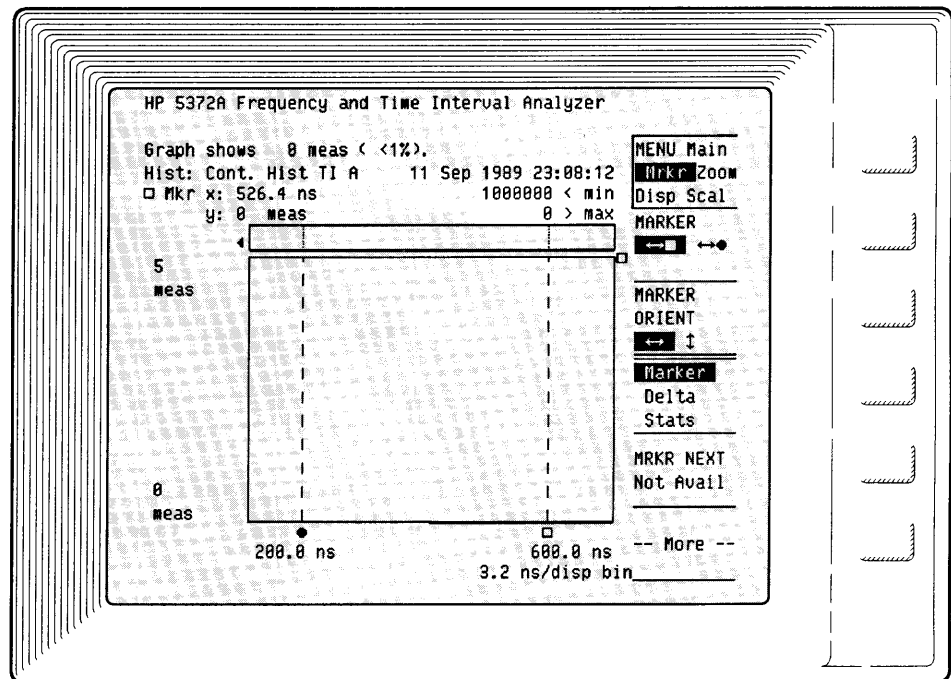 HP 5372A Frequency and Time Interval Analyzer
Graph shows 0 meas ( <1%).
Hist: Cont. Hist TI A 11 Sep 1989 23:08:12
Mkr x: 526.4 ns 1000000 < min
y: 0 meas 0 > max
5
meas
0
meas
200.0 ns 600.0 ns
3.2 ns/disp bin
MENU Main
Mrkr Zoom
Disp Scal
MARKER
MARKER
ORIENT
Marker
Delta
Stats
MRKR NEXT
Not Avail
-- More --